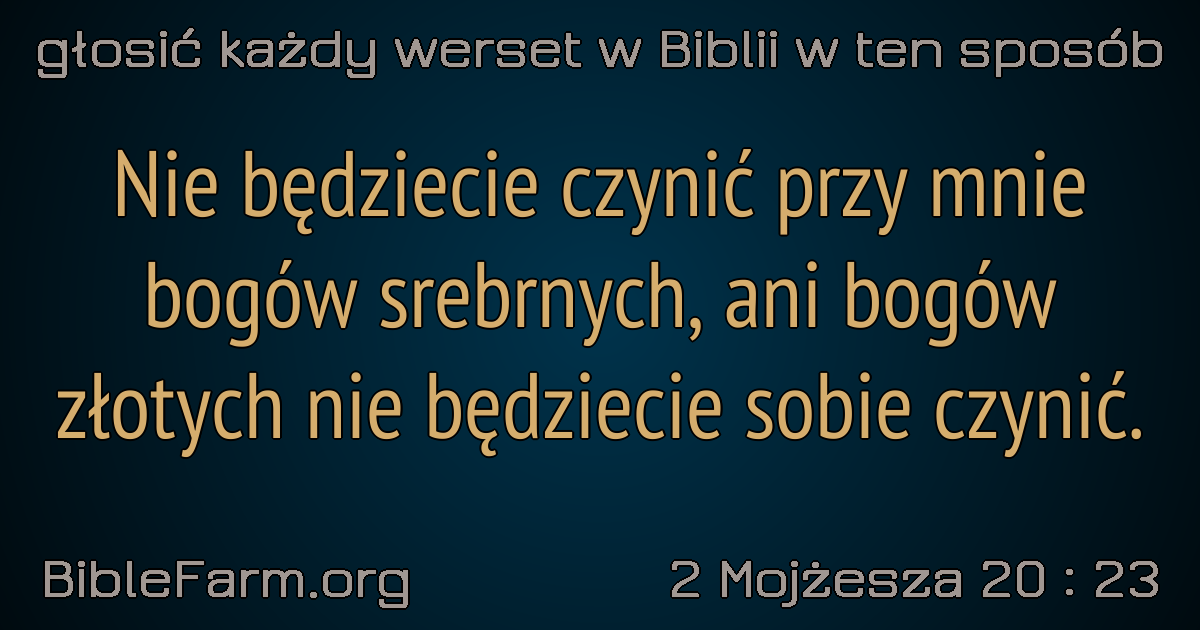 głosić każdy werset w Biblii w ten sposób
Nie będziecie czynić przy mnie
bogów srebrnych, ani bogów
złotych nie będziecie sobie czynić.
BibleFarm.org
2 Mojżesza 20 : 23